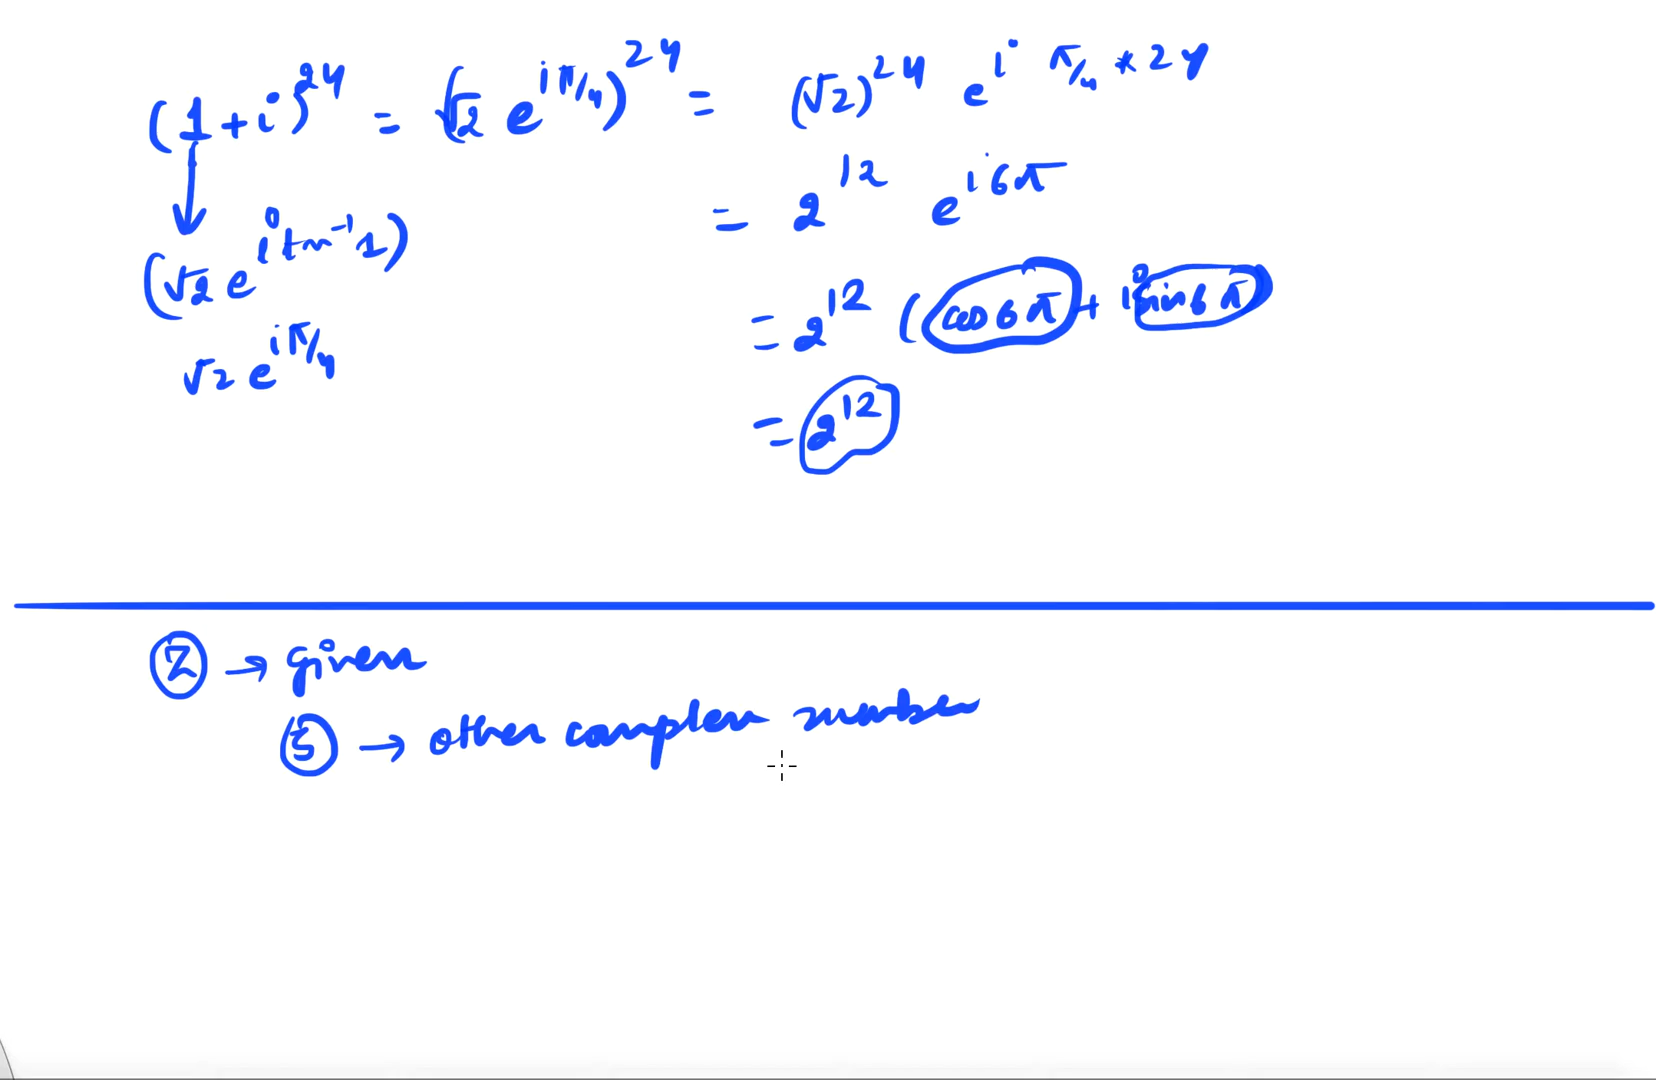 (1+i)^24 = (√2 e^{iπ/4})^24 = (√2)^24 e^{i π/4 * 24}
= 2^12 e^{i6π}
(√2 e^{i tan^-1 1})
= 2^12 (cos 6π + i sin 6π)
√2 e^{iπ/4}
= 2^12
z → given
ξ → other complex number